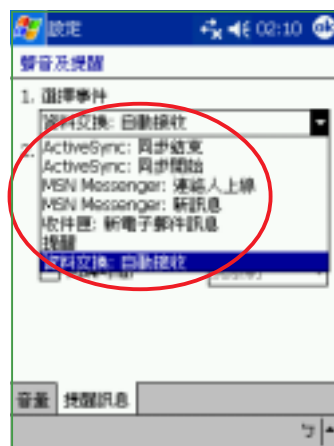 設定 02:10 ok
聲音及提醒
1. 選擇事件
資料交換: 自動接收
2.
ActiveSync: 同步結束
ActiveSync: 同步開始
MSN Messenger: 連絡人上線
MSN Messenger: 新訊息
收件匣: 新電子郵件訊息
提醒
資料交換: 自動接收
音量 提醒訊息
ㄅ